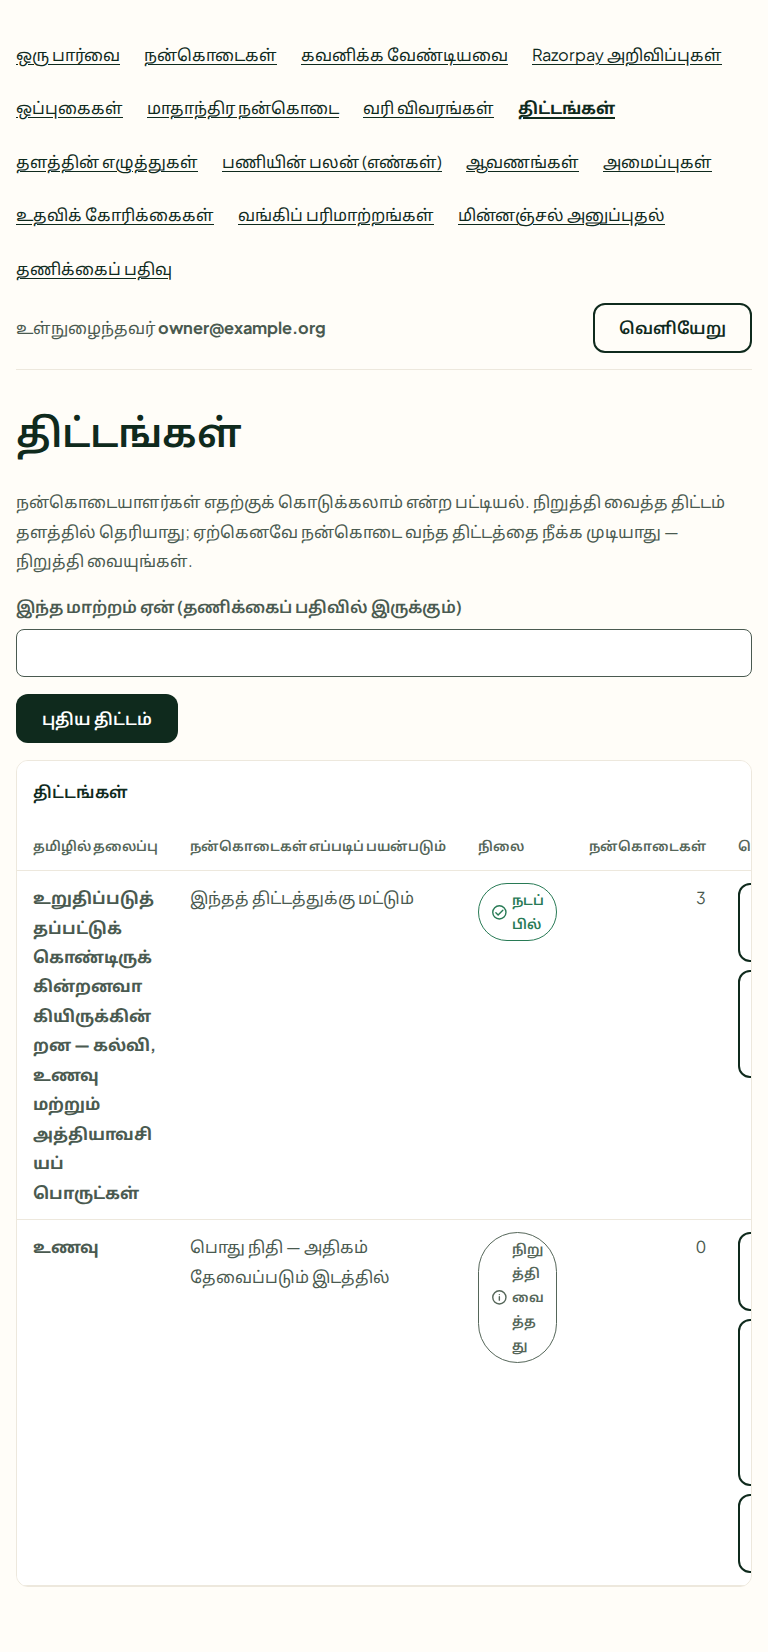 ஒரு பார்வை நன்கொடைகள் கவனிக்க வேண்டியவை Razorpay அறிவிப்புகள்
ஒப்புகைகள் மாதாந்திர நன்கொடை வரி விவரங்கள் திட்டங்கள்
தளத்தின் எழுத்துகள் பணியின் பலன் (எண்கள்) ஆவணங்கள் அமைப்புகள்
உதவிக் கோரிக்கைகள் வங்கிப் பரிமாற்றங்கள் மின்னஞ்சல் அனுப்புதல்
தணிக்கைப் பதிவு
உள்நுழைந்தவர் owner@example.org வெளியேறு
திட்டங்கள்
நன்கொடையாளர்கள் எதற்குக் கொடுக்கலாம் என்ற பட்டியல். நிறுத்தி வைத்த திட்டம்
தளத்தில் தெரியாது; ஏற்கெனவே நன்கொடை வந்த திட்டத்தை நீக்க முடியாது —
நிறுத்தி வையுங்கள்.
இந்த மாற்றம் ஏன் (தணிக்கைப் பதிவில் இருக்கும்)
புதிய திட்டம்
திட்டங்கள்
தமிழில் தலைப்பு நன்கொடைகள் எப்படிப் பயன்படும் நிலை நன்கொடைகள்
உறுதிப்படுத் இந்தத் திட்டத்துக்கு மட்டும் நடப் 3
தப்பட்டுக் பில்
கொண்டிருக்
கின்றனவா
கியிருக்கின்
றன — கல்வி,
உணவு
மற்றும்
அத்தியாவசி
யப்
பொருட்கள்
உணவு பொது நிதி — அதிகம் நிறு 0
தேவைப்படும் இடத்தில் த்தி
வை
த்த
து